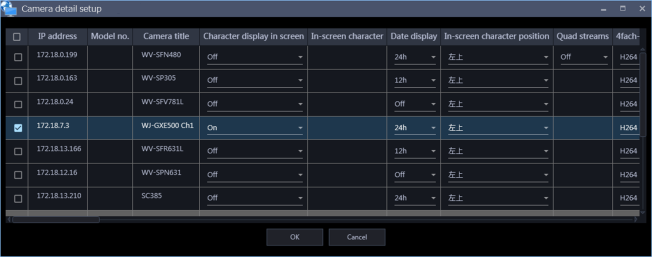 Camera detail setup
IP address Model no. Camera title Character display in screen In-screen character Date display In-screen character position Quad streams 4fach-
172.18.0.199 WV-SFN480 Off 24h 左上 Off H264
172.18.0.163 WV-SP305 Off 12h 左上 H264
172.18.0.24 WV-SFV781L Off Off 左上 H264
172.18.7.3 WJ-GXE500 Ch1 On 24h 左上 H264
172.18.13.166 WV-SFR631L Off 12h 左上 H264
172.18.12.16 WV-SPN631 Off Off 左上 H264
172.18.13.210 SC385 Off 24h 左上 H264
OK Cancel